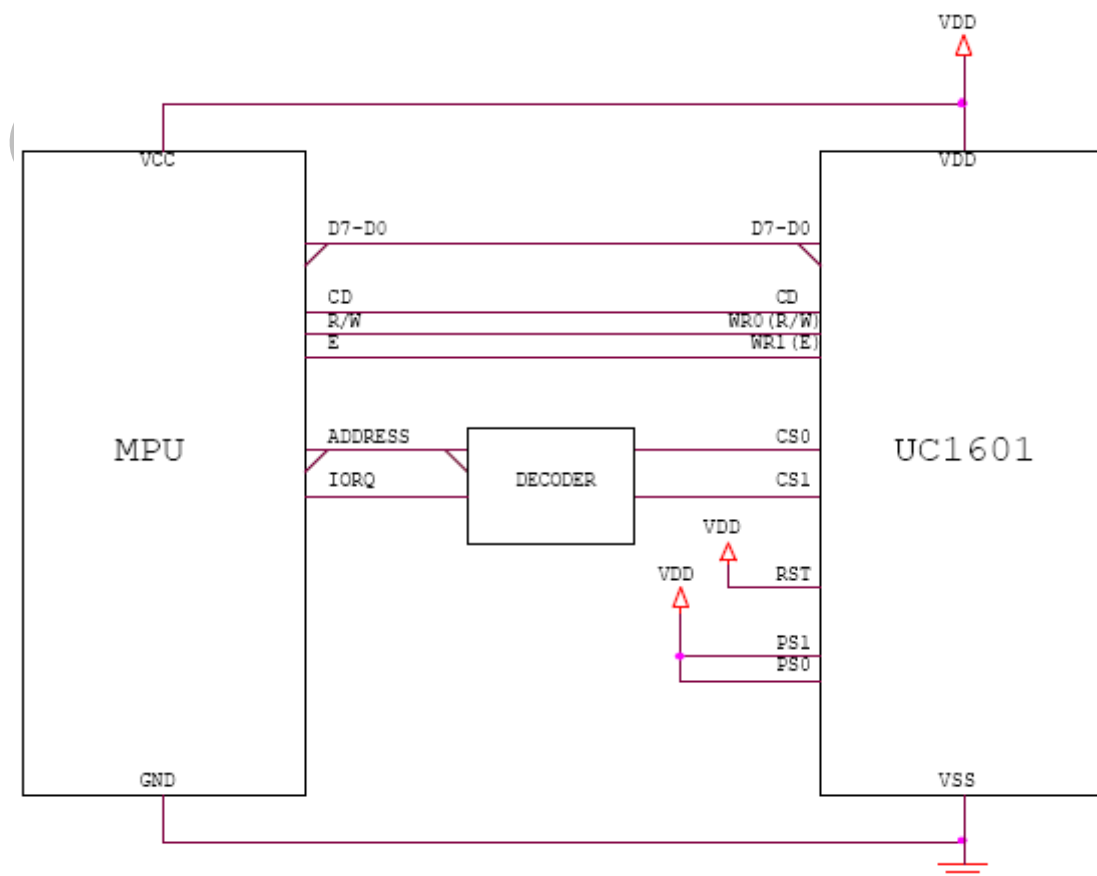 VDD
VCC VDD
D7-D0 D7-D0
CD CD
R/W WR0(R/W)
E WR1(E)
ADDRESS CS0
MPU UC1601
IORQ DECODER CS1
VDD
VDD RST
PS1
PS0
GND VSS